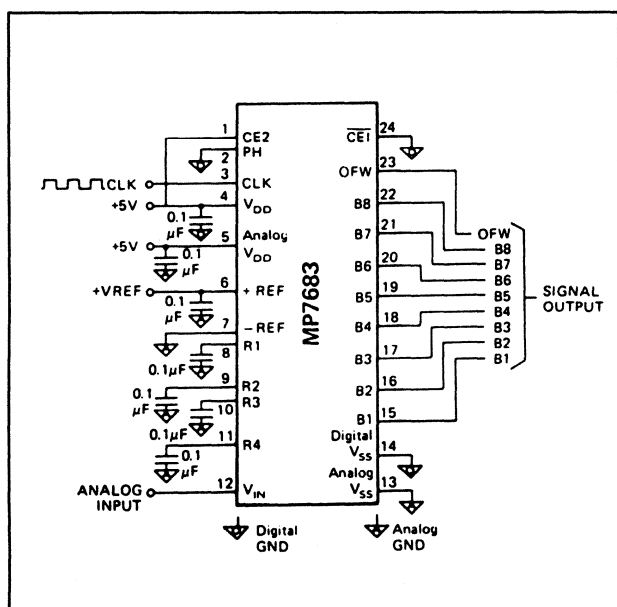 1 CE2
2 PH
CLK 3 CLK
+5V 4 VDD
0.1
µF
+5V 5 Analog
VDD
0.1
µF
+VREF 6 + REF
0.1
µF
7 −REF
8 R1
0.1µF
9 R2
0.1
µF
10 R3
0.1µF
11 R4
0.1
µF
ANALOG
INPUT
12 VIN
MP7683
CE1 24
OFW 23
B8 22
B7 21
B6 20
B5 19
B4 18
B3 17
B2 16
B1 15
Digital
VSS 14
Analog
VSS 13
OFW
B8
B7
B6
B5
B4
B3
B2
B1
SIGNAL
OUTPUT
D Digital
GND
A Analog
GND